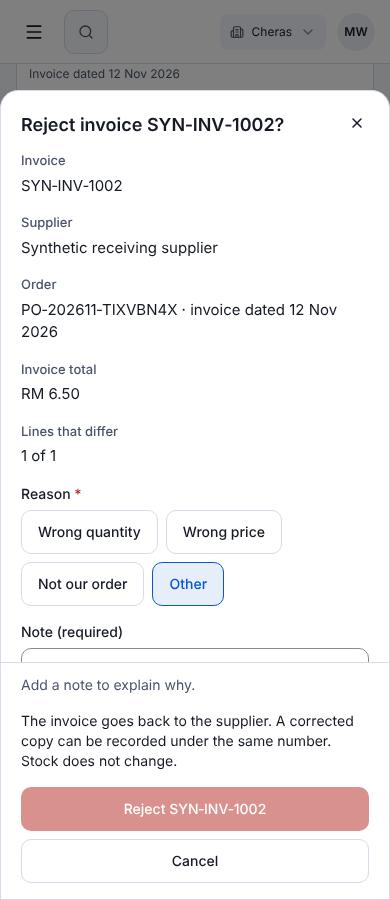 Cheras
MW
Invoice dated 12 Nov 2026
Reject invoice SYN-INV-1002?
Invoice
SYN-INV-1002
Supplier
Synthetic receiving supplier
Order
PO-202611-TIXVBN4X · invoice dated 12 Nov
2026
Invoice total
RM 6.50
Lines that differ
1 of 1
Reason *
Wrong quantity
Wrong price
Not our order
Other
Note (required)
Add a note to explain why.
The invoice goes back to the supplier. A corrected
copy can be recorded under the same number.
Stock does not change.
Reject SYN-INV-1002
Cancel